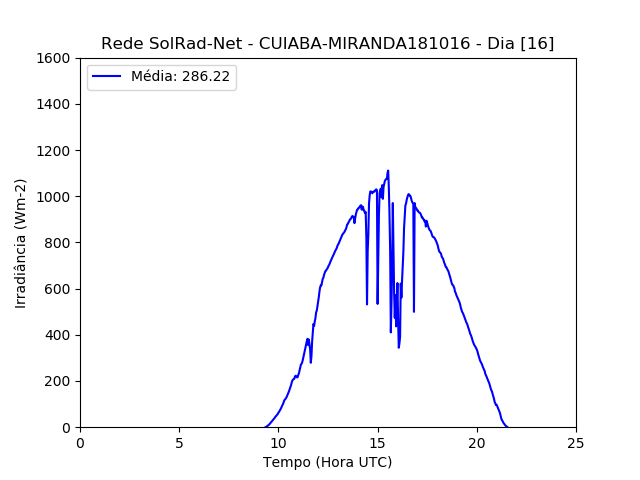 Rede SolRad-Net - CUIABA-MIRANDA181016 - Dia [16]
Média: 286.22
Irradiância (Wm-2)
1600
1400
1200
1000
800
600
400
200
0
0 5 10 15 20 25
Tempo (Hora UTC)